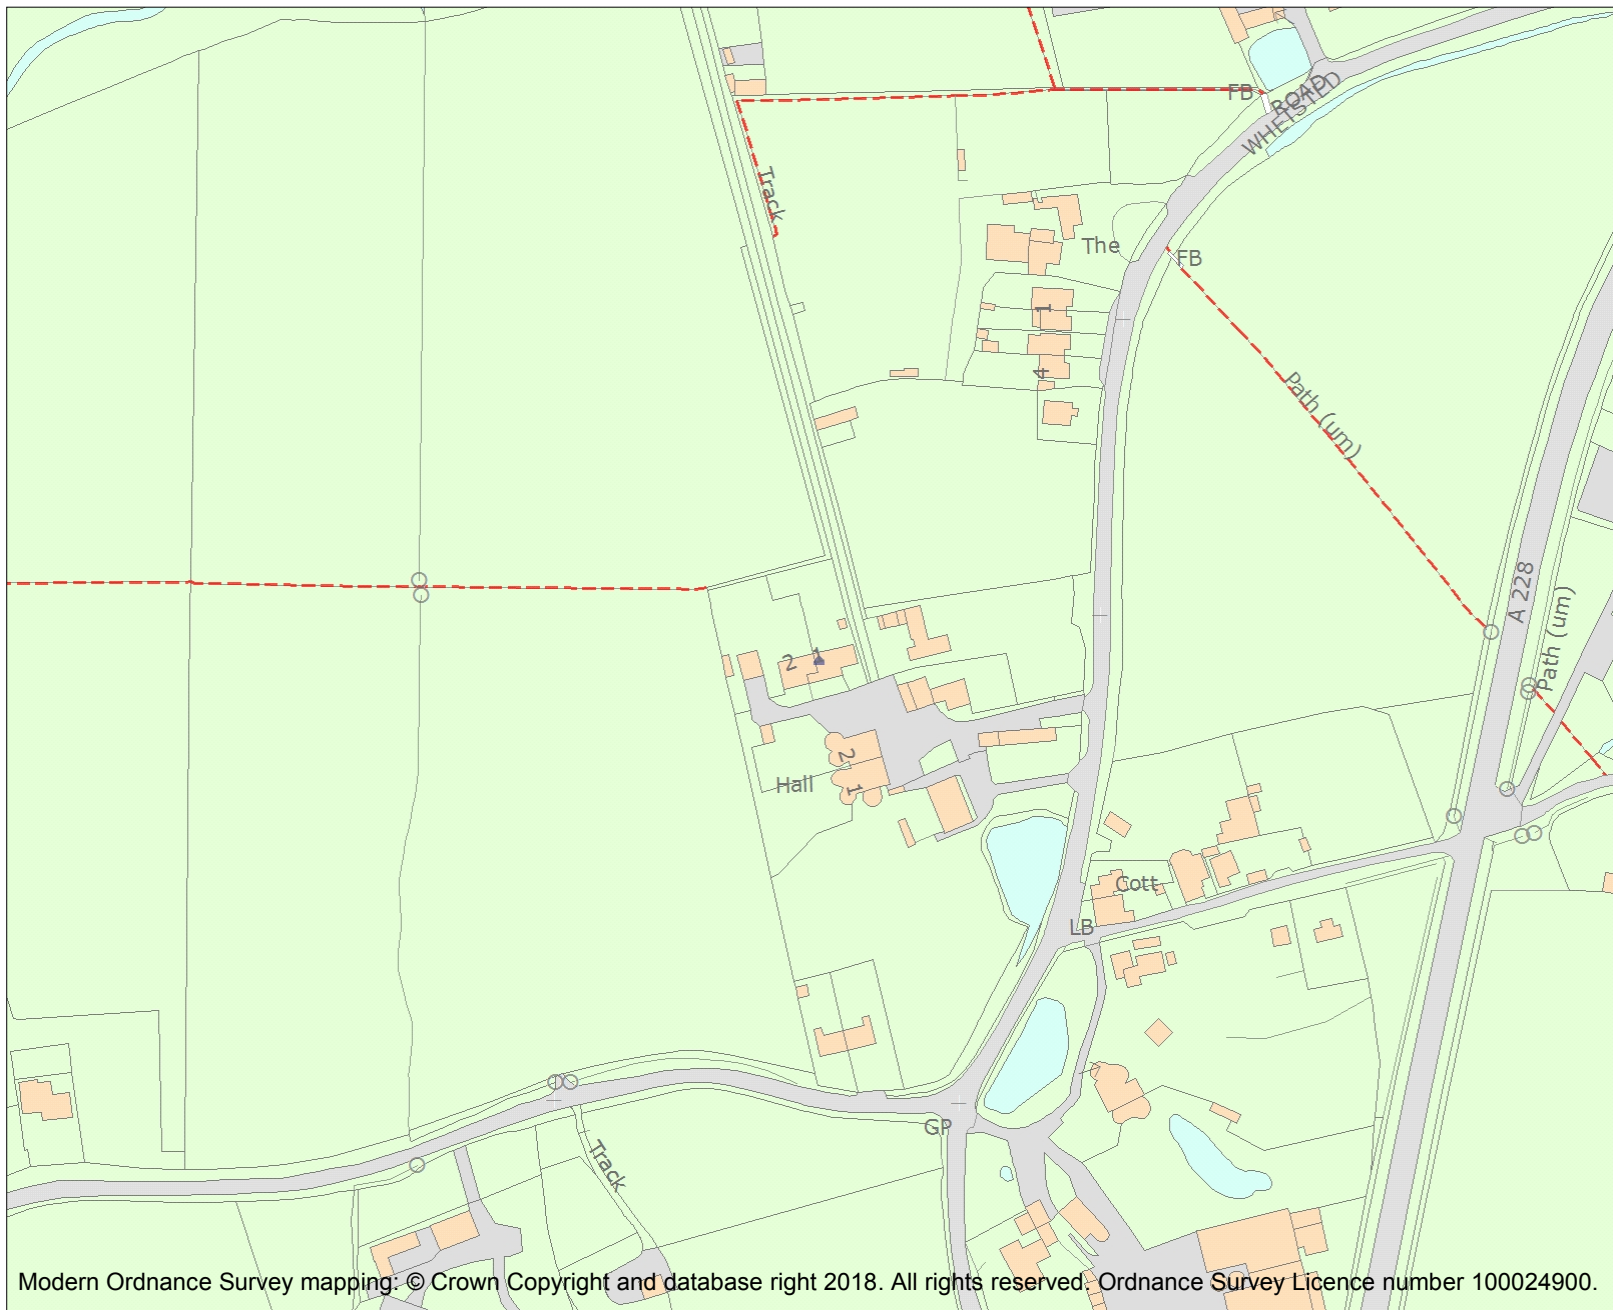 FB
WHETSTED
ROAD
Track
The
FB
1
4
Path (um)
A 228
Path (um)
2
1
2
1
Hall
Cott
LB
GP
Track
Modern Ordnance Survey mapping: © Crown Copyright and database right 2018. All rights reserved. Ordnance Survey Licence number 100024900.